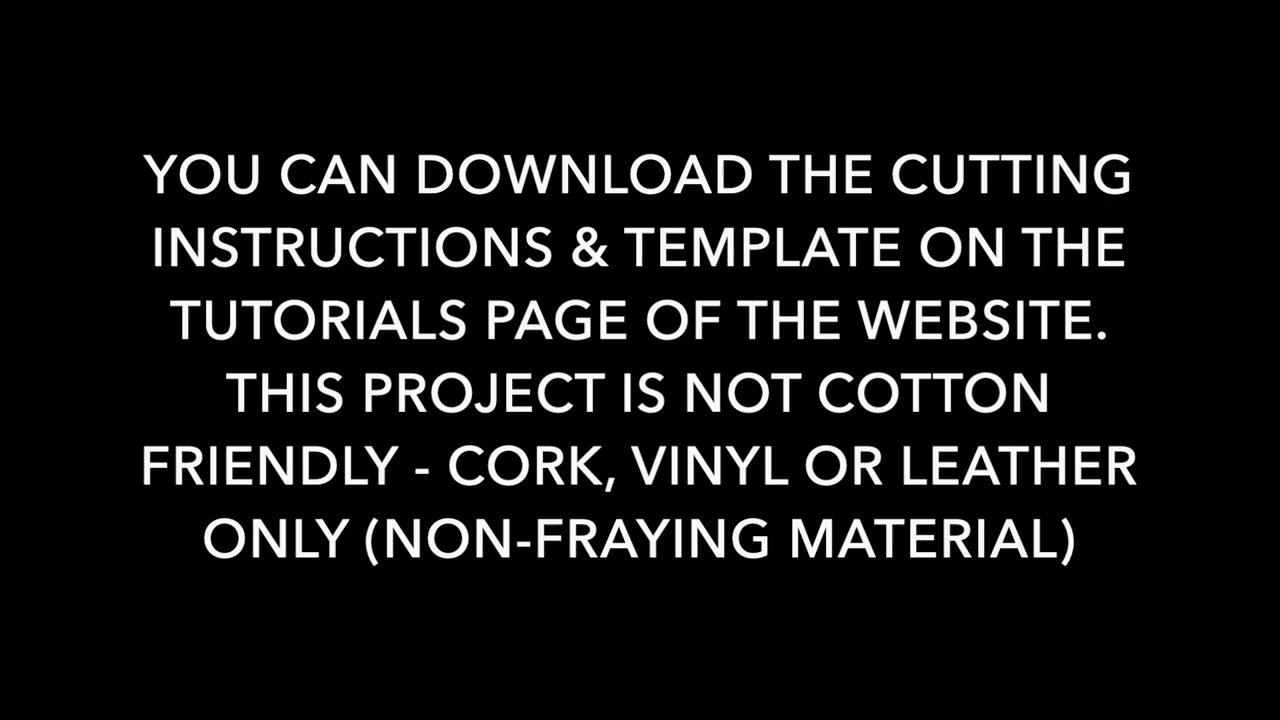 YOU CAN DOWNLOAD THE CUTTING
INSTRUCTIONS & TEMPLATE ON THE
TUTORIALS PAGE OF THE WEBSITE.
THIS PROJECT IS NOT COTTON
FRIENDLY - CORK, VINYL OR LEATHER
ONLY (NON-FRAYING MATERIAL)